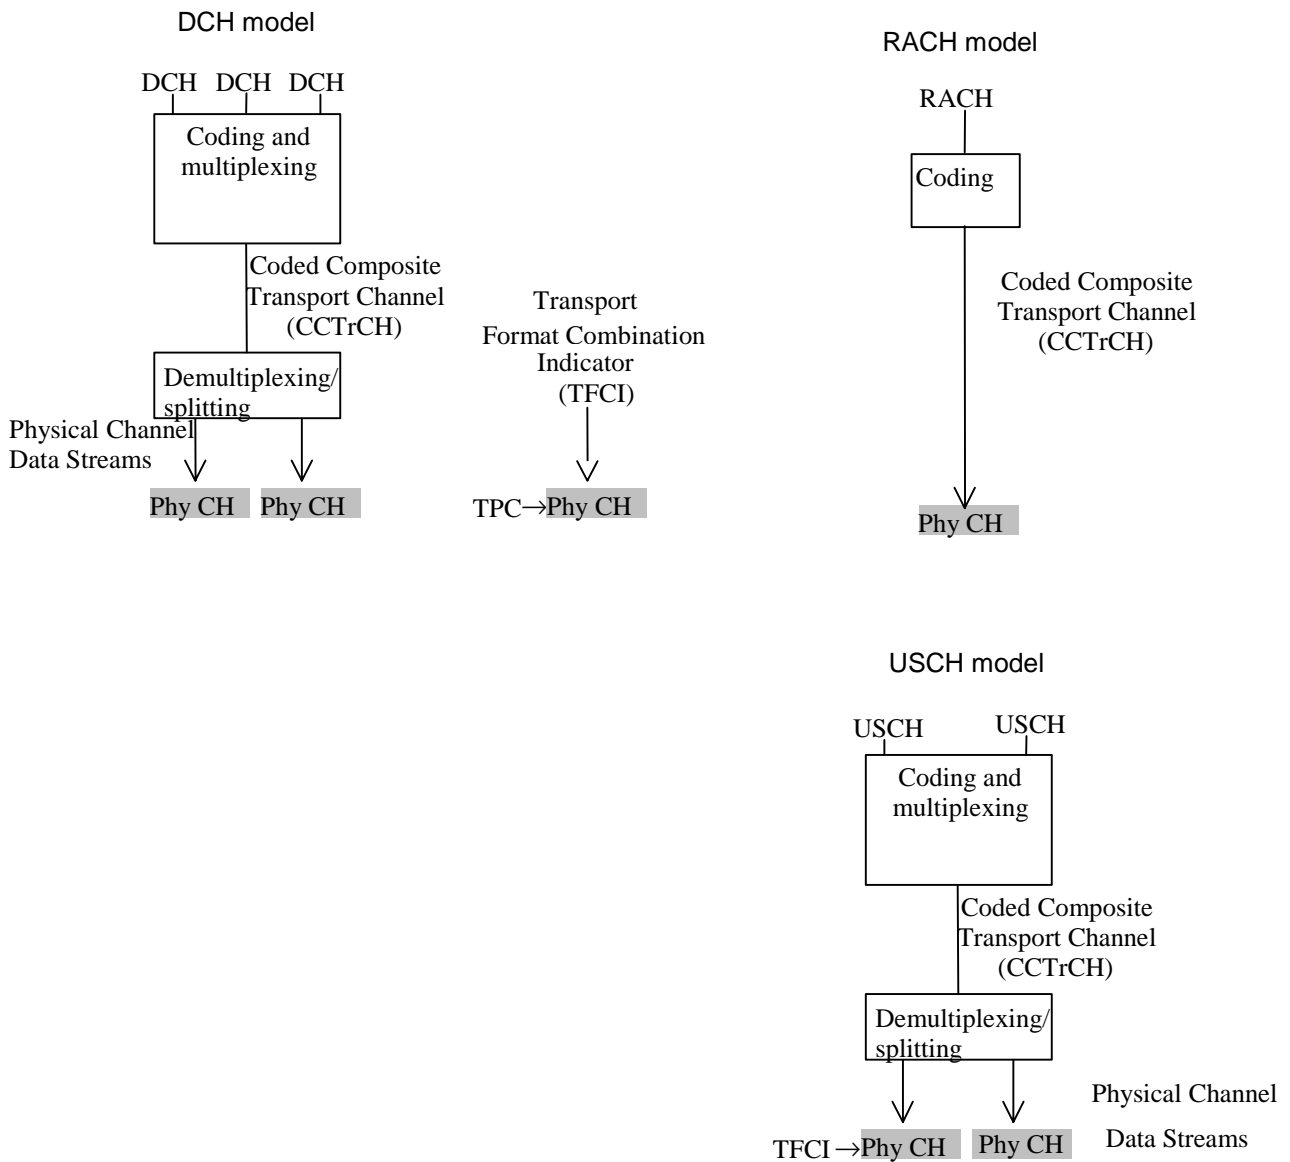 DCH model
DCH DCH DCH
Coding and
multiplexing
Coded Composite
Transport Channel
(CCTrCH)
Demultiplexing/
splitting
Physical Channel
Data Streams
Phy CH Phy CH
Transport
Format Combination
Indicator
(TFCI)
TPC→Phy CH
RACH model
RACH
Coding
Coded Composite
Transport Channel
(CCTrCH)
Phy CH
USCH model
USCH USCH
Coding and
multiplexing
Coded Composite
Transport Channel
(CCTrCH)
Demultiplexing/
splitting
Physical Channel
Data Streams
TFCI→Phy CH Phy CH